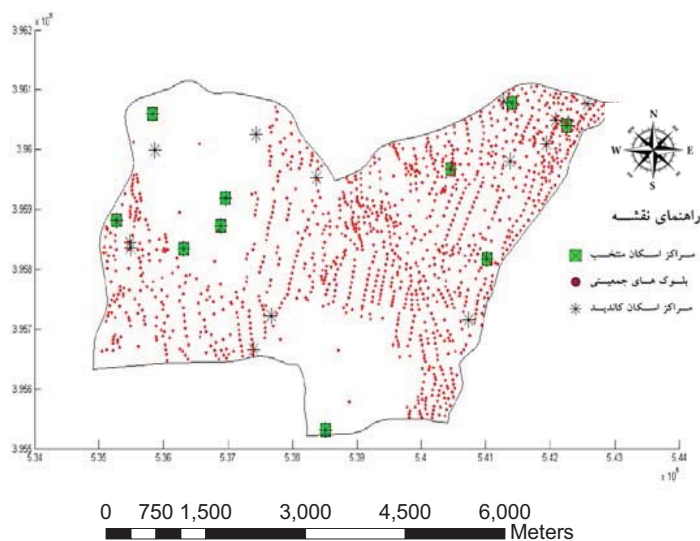 3.962
x 10⁶
3.961
3.96
3.959
3.958
3.957
3.956
3.955
5.34
5.35
5.36
5.37
5.38
5.39
5.4
5.41
5.42
5.43
5.44
x 10⁵
N
W
E
S
راهنمای نقشه
مراکز اسکان منتخب
بلوک های جمعیتی
مراکز اسکان کاندید
0 750 1,500 3,000 4,500 6,000
Meters